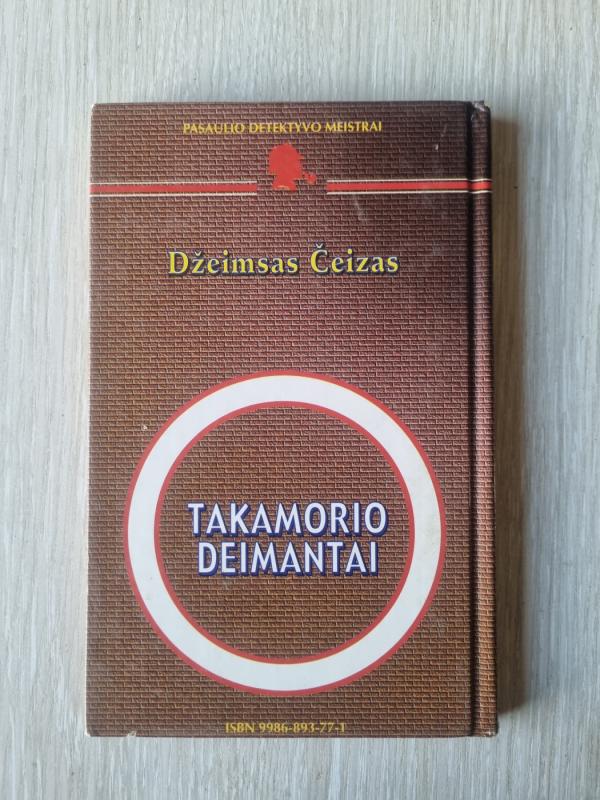 PASAULIO DETEKTYVO MEISTRAI
Džeimsas Čeizas
TAKAMORIO
DEIMANTAI
ISBN 9986-893-77-1